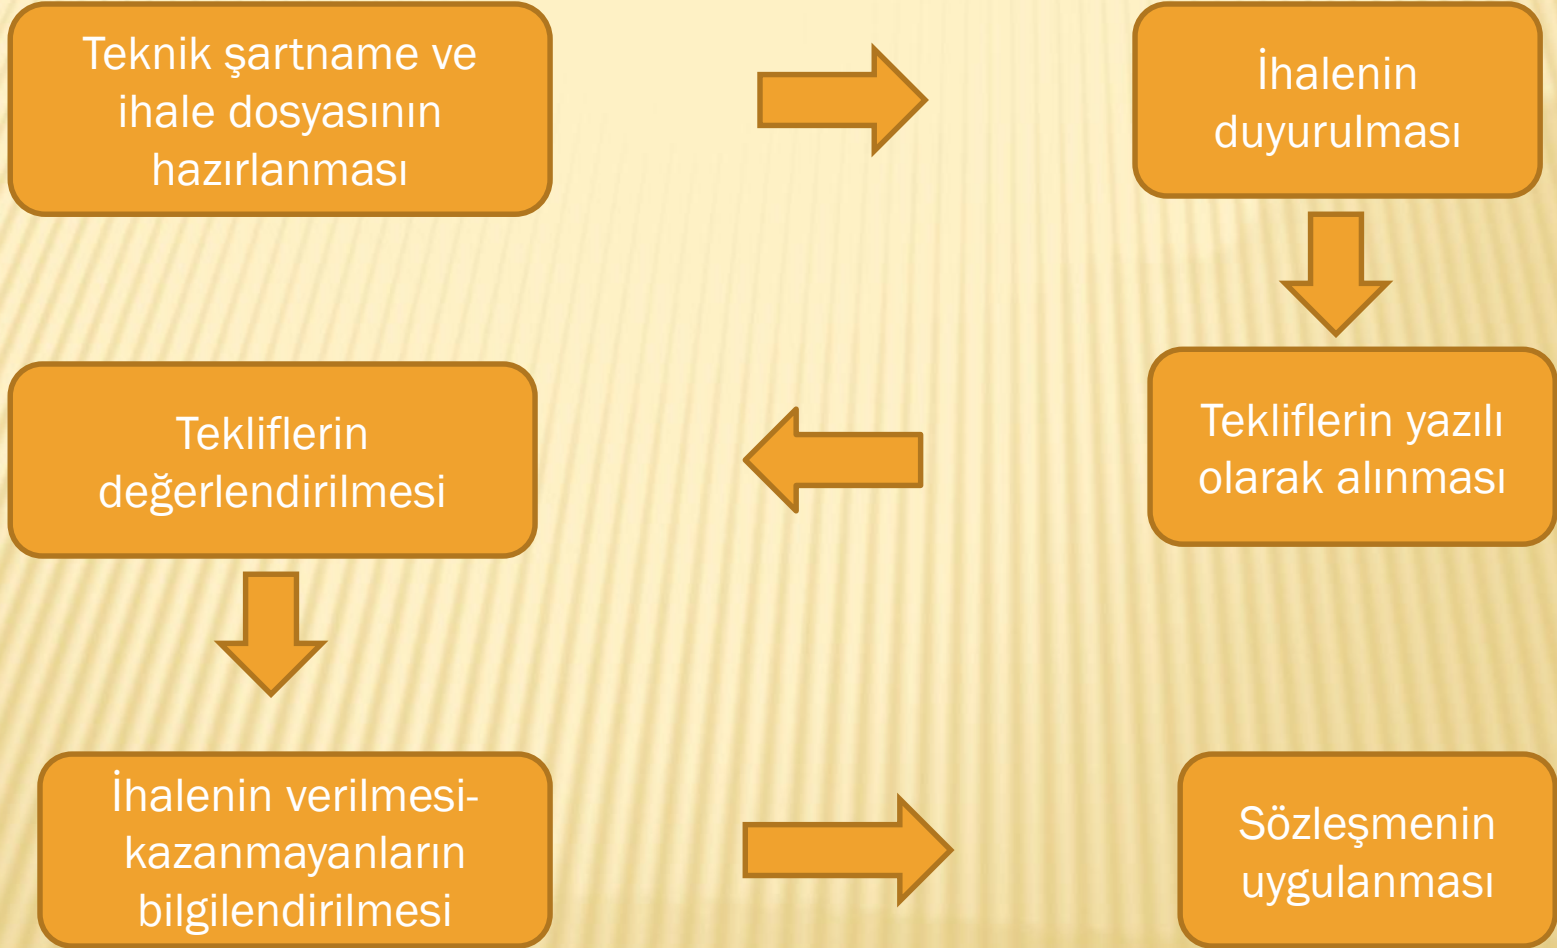 Teknik şartname ve
ihale dosyasının
hazırlanması
İhalenin
duyurulması
Tekliflerin yazılı
olarak alınması
Tekliflerin
değerlendirilmesi
İhalenin verilmesi-
kazanmayanların
bilgilendirilmesi
Sözleşmenin
uygulanması